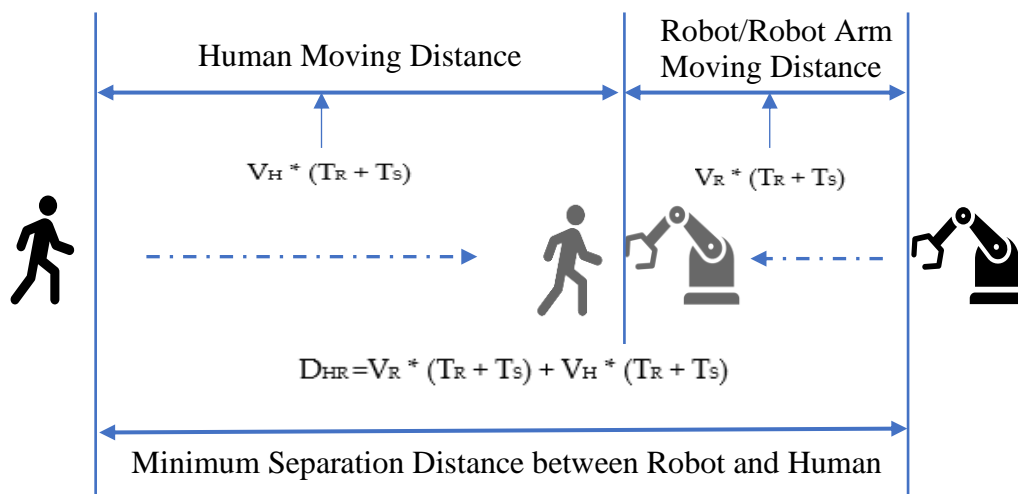 Human Moving Distance
Robot/Robot Arm
Moving Distance
VH * (TR + TS)
VR * (TR + TS)
DHR=VR * (TR + TS) + VH * (TR + TS)
Minimum Separation Distance between Robot and Human